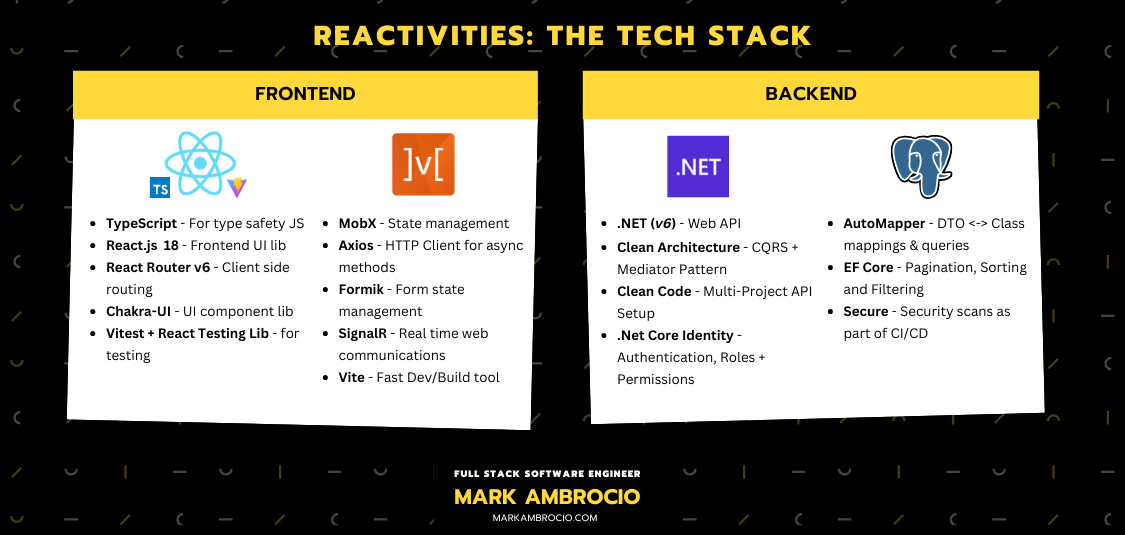 REACTIVITIES: THE TECH STACK
FRONTEND
TS
]v[
• TypeScript - For type safety JS
• React.js 18 - Frontend UI lib
• React Router v6 - Client side
routing
• Chakra-UI - UI component lib
• Vitest + React Testing Lib - for
testing
• MobX - State management
• Axios - HTTP Client for async
methods
• Formik - Form state
management
• SignalR - Real time web
communications
• Vite - Fast Dev/Build tool
BACKEND
.NET
• .NET (v6) - Web API
• Clean Architecture - CQRS +
Mediator Pattern
• Clean Code - Multi-Project API
Setup
• .Net Core Identity -
Authentication, Roles +
Permissions
• AutoMapper - DTO <-> Class
mappings & queries
• EF Core - Pagination, Sorting
and Filtering
• Secure - Security scans as
part of CI/CD
FULL STACK SOFTWARE ENGINEER
MARK AMBROCIO
MARKAMBROCIO.COM